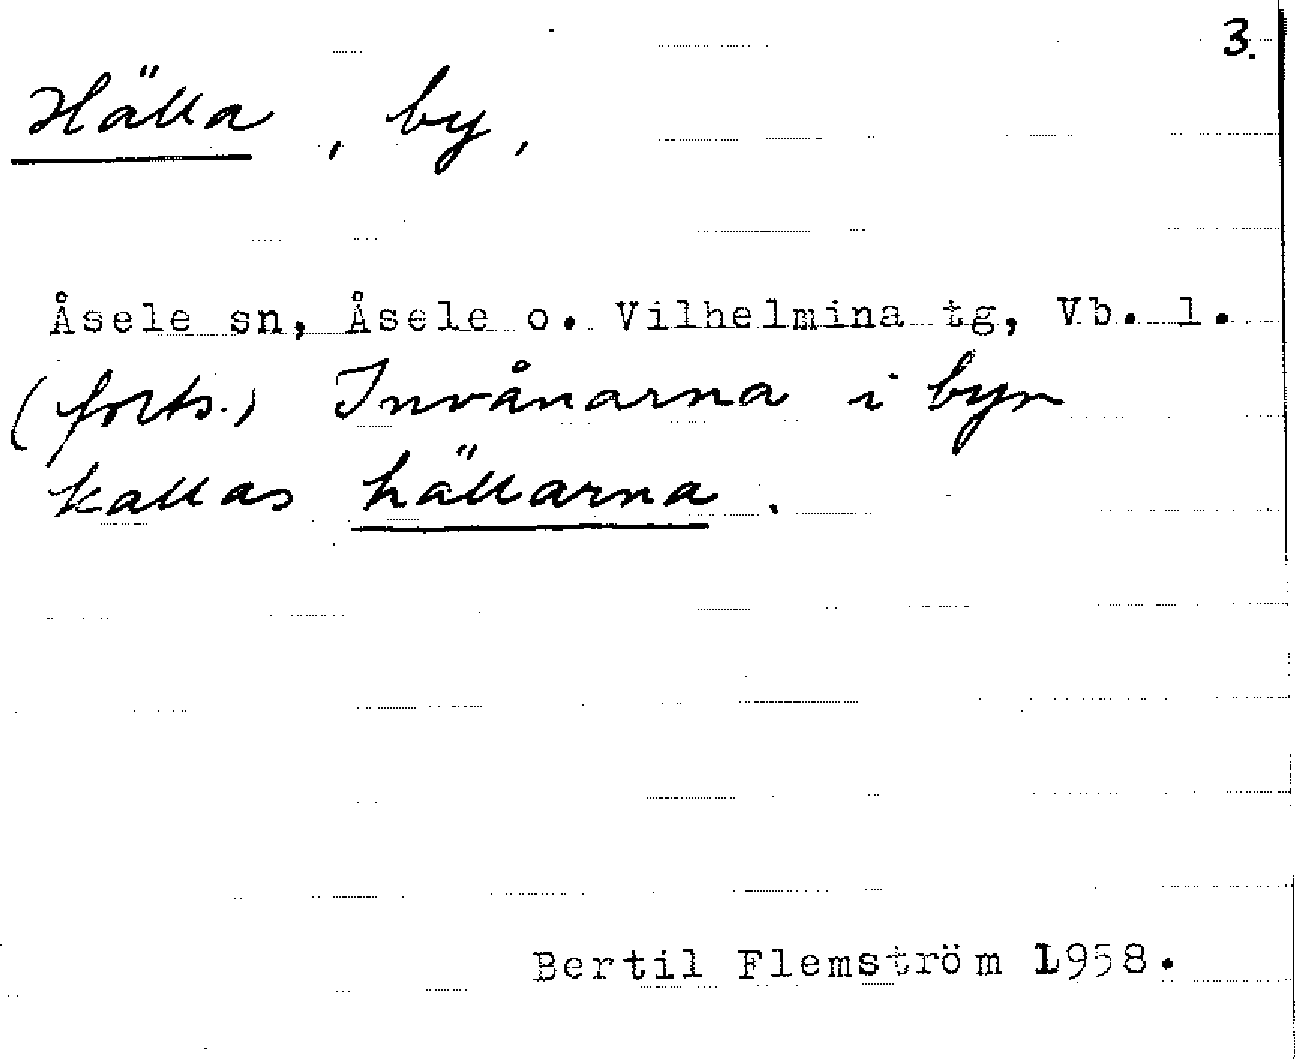 3.
Hälla, by,
Åsele sn, Åsele o. Vilhelmina tg, Vb. l.
(forts.) Invånarna i byn
kallas hällarna.
Bertil Flemström 1958.